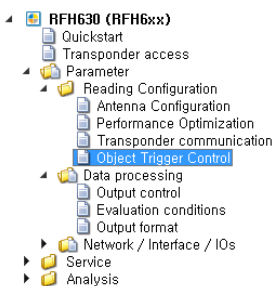 RFH630 (RFH6xx)
Quickstart
Transponder access
Parameter
Reading Configuration
Antenna Configuration
Performance Optimization
Transponder communication
Object Trigger Control
Data processing
Output control
Evaluation conditions
Output format
Network / Interface / IOs
Service
Analysis